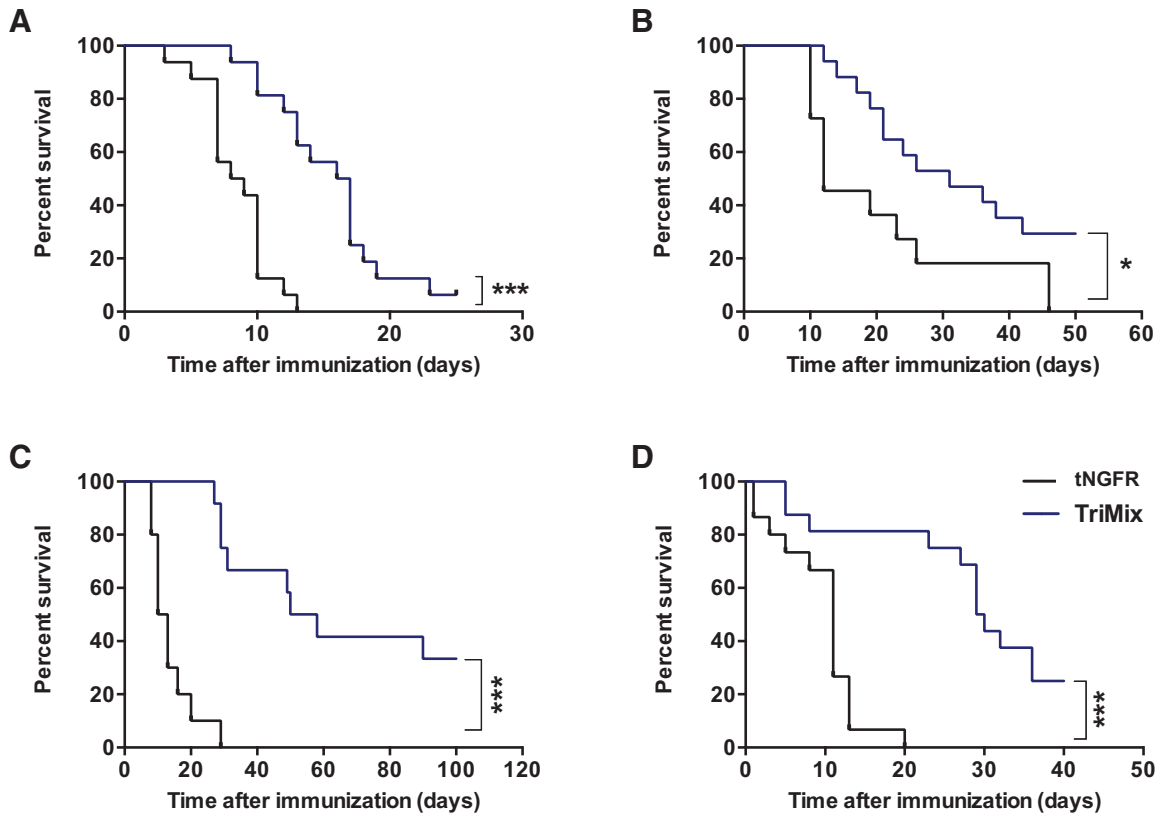 A
100
80
60
40
20
0
Percent survival
0 10 20 30
Time after immunization (days)
***
B
100
80
60
40
20
0
Percent survival
0 10 20 30 40 50 60
Time after immunization (days)
*
C
100
80
60
40
20
0
Percent survival
0 20 40 60 80 100 120
Time after immunization (days)
***
D
100
80
60
40
20
0
Percent survival
0 10 20 30 40 50
Time after immunization (days)
tNGFR
TriMix
***